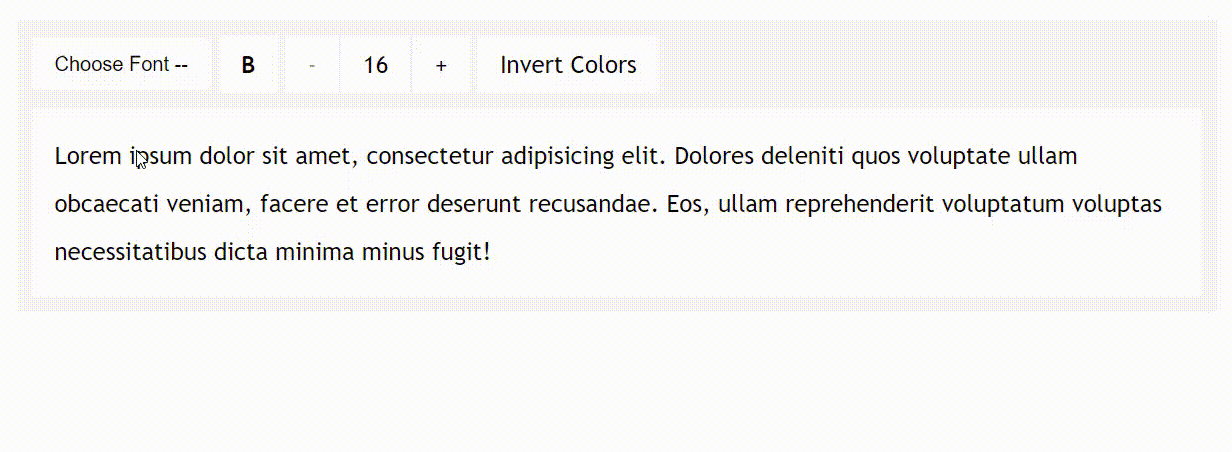 Choose Font -- B - 16 + Invert Colors
Lorem ipsum dolor sit amet, consectetur adipisicing elit. Dolores deleniti quos voluptate ullam
obcaecati veniam, facere et error deserunt recusandae. Eos, ullam reprehenderit voluptatum voluptas
necessitatibus dicta minima minus fugit!